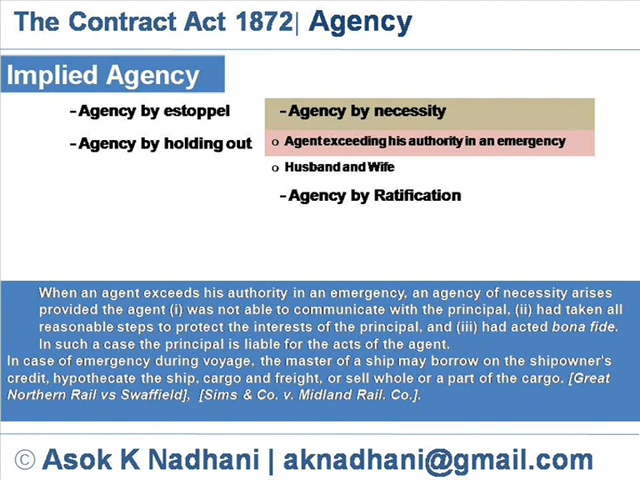 The Contract Act 1872| Agency
Implied Agency
-Agency by estoppel
-Agency by holding out
-Agency by necessity
o Agent exceeding his authority in an emergency
o Husband and Wife
-Agency by Ratification
When an agent exceeds his authority in an emergency, an agency of necessity arises
provided the agent (i) was not able to communicate with the principal, (ii) had taken all
reasonable steps to protect the interests of the principal, and (iii) had acted bona fide.
In such a case the principal is liable for the acts of the agent.
In case of emergency during voyage, the master of a ship may borrow on the shipowner's
credit, hypothecate the ship, cargo and freight, or sell whole or a part of the cargo. [Great
Northern Rail vs Swaffield], [Sims & Co. v. Midland Rail. Co.].
© Asok K Nadhani | aknadhani@gmail.com